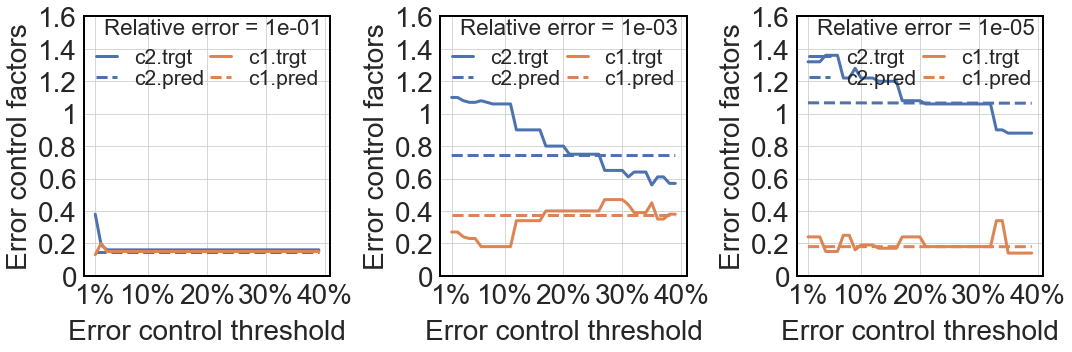 Error control factors
1.6
1.4
1.2
1
0.8
0.6
0.4
0.2
0
Relative error = 1e-01
c2.trgt c1.trgt
c2.pred c1.pred
1% 10% 20% 30% 40%
Error control threshold
Error control factors
1.6
1.4
1.2
1
0.8
0.6
0.4
0.2
0
Relative error = 1e-03
c2.trgt c1.trgt
c2.pred c1.pred
1% 10% 20% 30% 40%
Error control threshold
Error control factors
1.6
1.4
1.2
1
0.8
0.6
0.4
0.2
0
Relative error = 1e-05
c2.trgt c1.trgt
c2.pred c1.pred
1% 10% 20% 30% 40%
Error control threshold